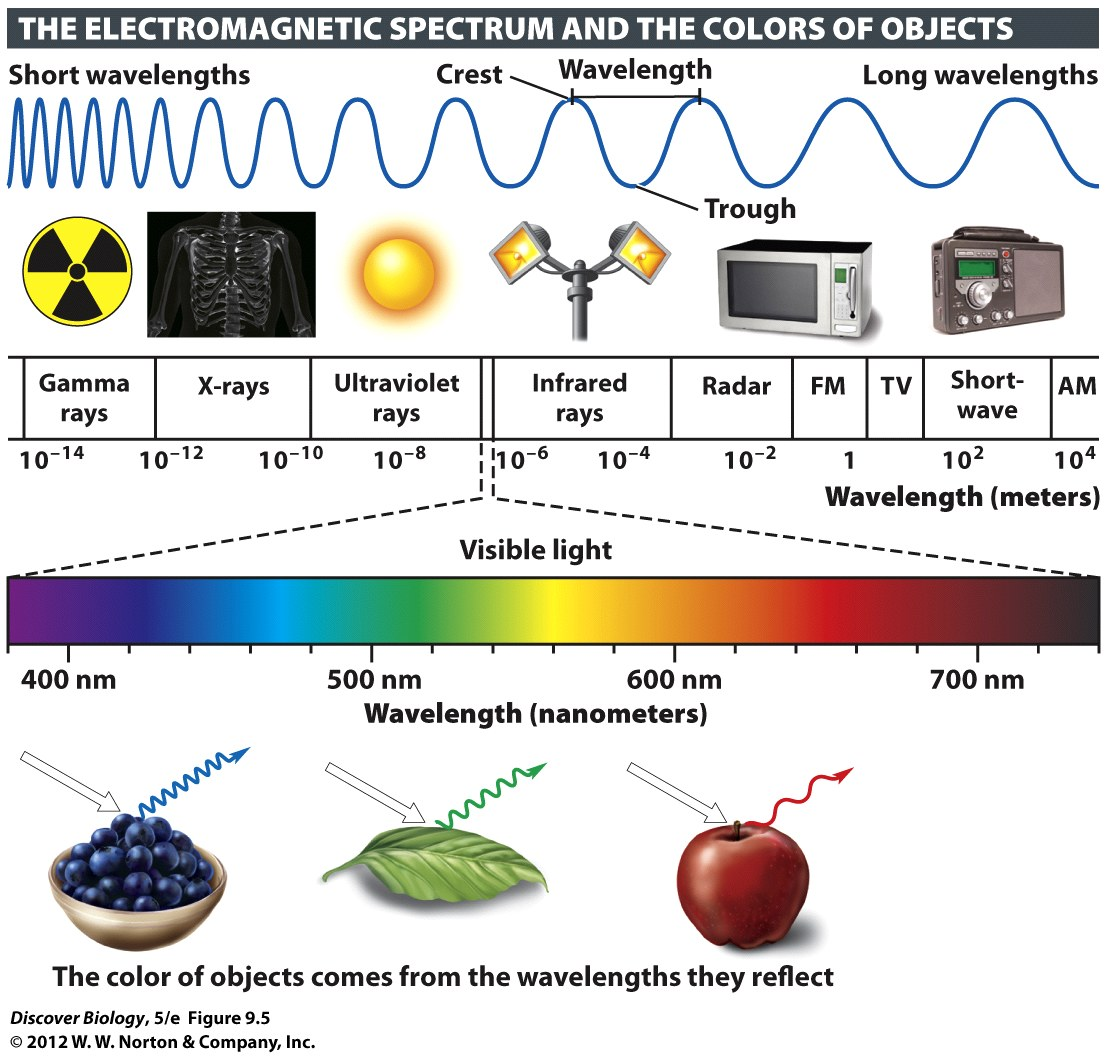 THE ELECTROMAGNETIC SPECTRUM AND THE COLORS OF OBJECTS
Short wavelengths
Crest
Wavelength
Long wavelengths
Trough
Gamma
rays
X-rays
Ultraviolet
rays
Infrared
rays
Radar
FM
TV
Short-
wave
AM
10⁻¹⁴ 10⁻¹² 10⁻¹⁰ 10⁻⁸ 10⁻⁶ 10⁻⁴ 10⁻² 1 10² 10⁴
Wavelength (meters)
Visible light
400 nm 500 nm 600 nm 700 nm
Wavelength (nanometers)
The color of objects comes from the wavelengths they reflect
Discover Biology, 5/e Figure 9.5
© 2012 W. W. Norton & Company, Inc.